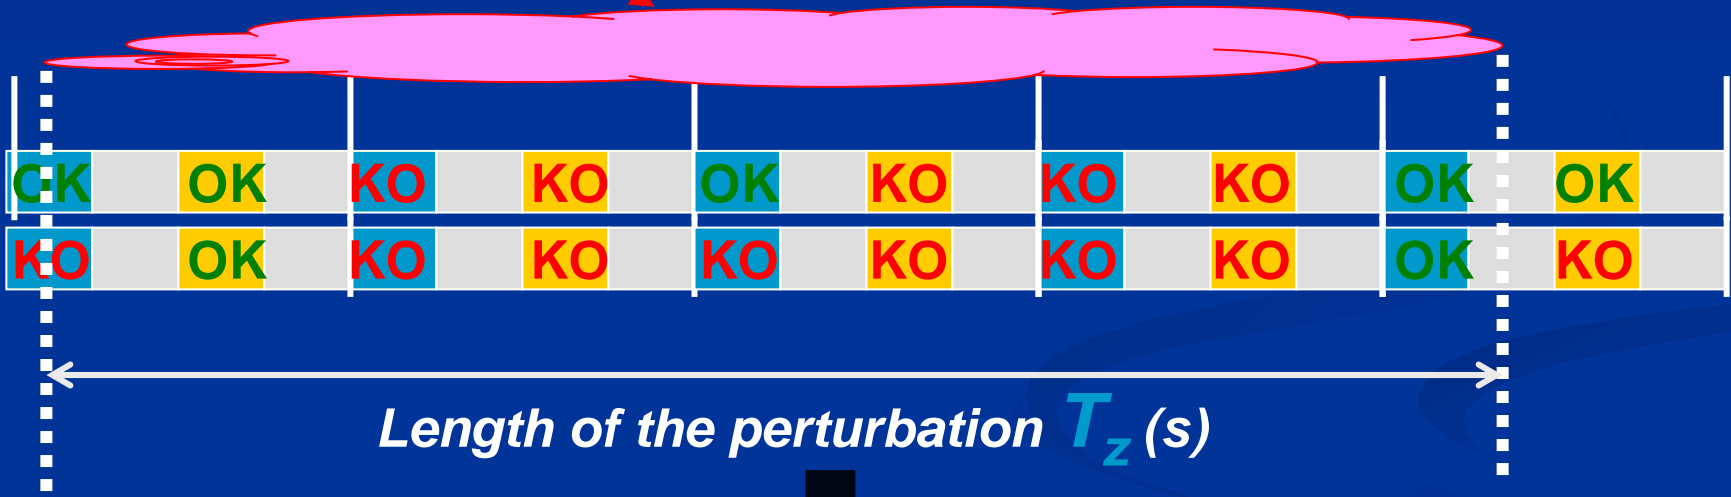 OK OK KO KO OK KO KO KO OK OK
KO OK KO KO KO KO KO KO OK KO
Length of the perturbation Tz (s)